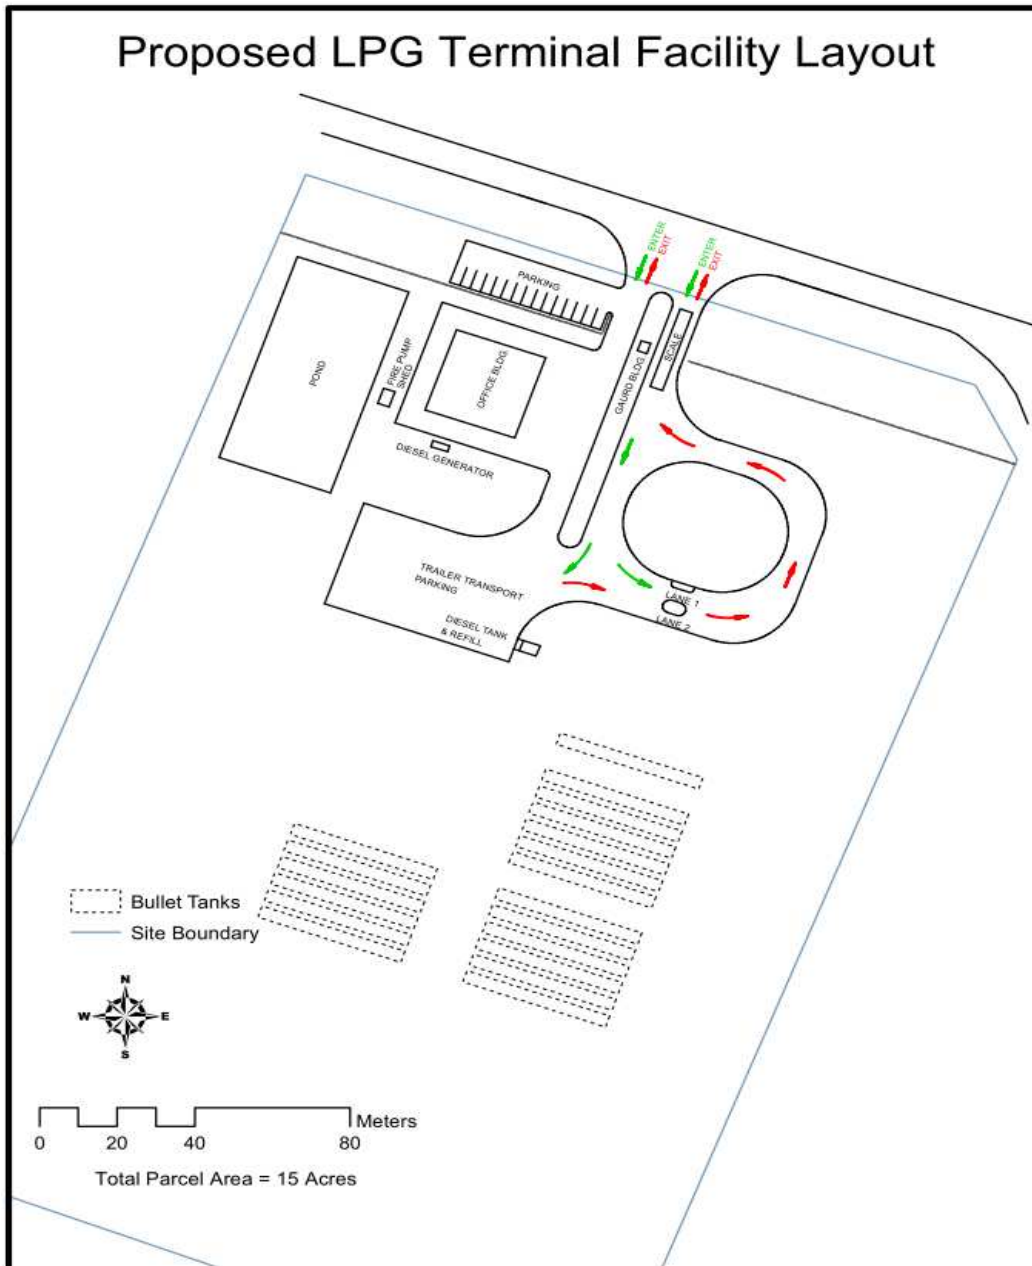 Proposed LPG Terminal Facility Layout
ENTER
EXIT
ENTER
EXIT
PARKING
POND
FIRE PUMP
SHED
OFFICE BLDG
GAURD BLDG
SCALE
DIESEL GENERATOR
TRAILER TRANSPORT
PARKING
LANE 1
LANE 2
DIESEL TANK
& REFILL
Bullet Tanks
Site Boundary
N
W
E
S
Meters
0
20
40
80
Total Parcel Area = 15 Acres